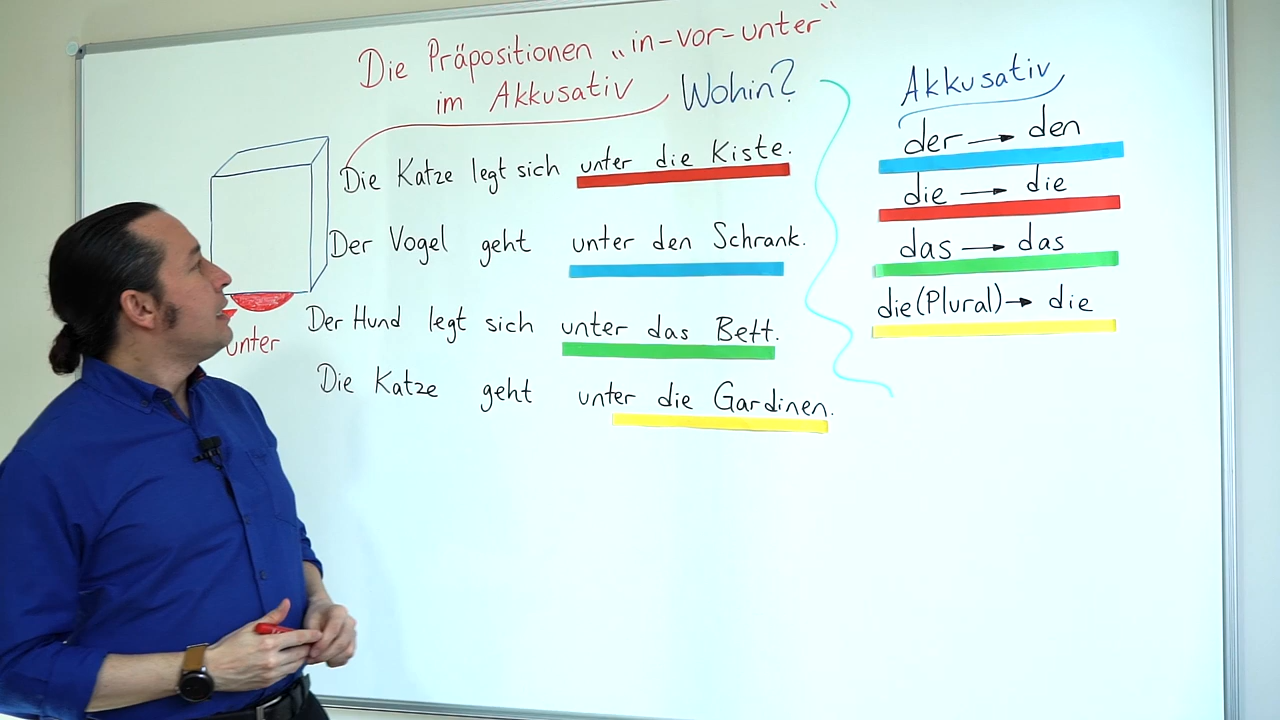 Die Präpositionen „in-vor-unter“
im Akkusativ Wohin?
Die Katze legt sich unter die Kiste.
Der Vogel geht unter den Schrank.
Der Hund legt sich unter das Bett.
Die Katze geht unter die Gardinen.
unter
Akkusativ
der → den
die → die
das → das
die (Plural) → die